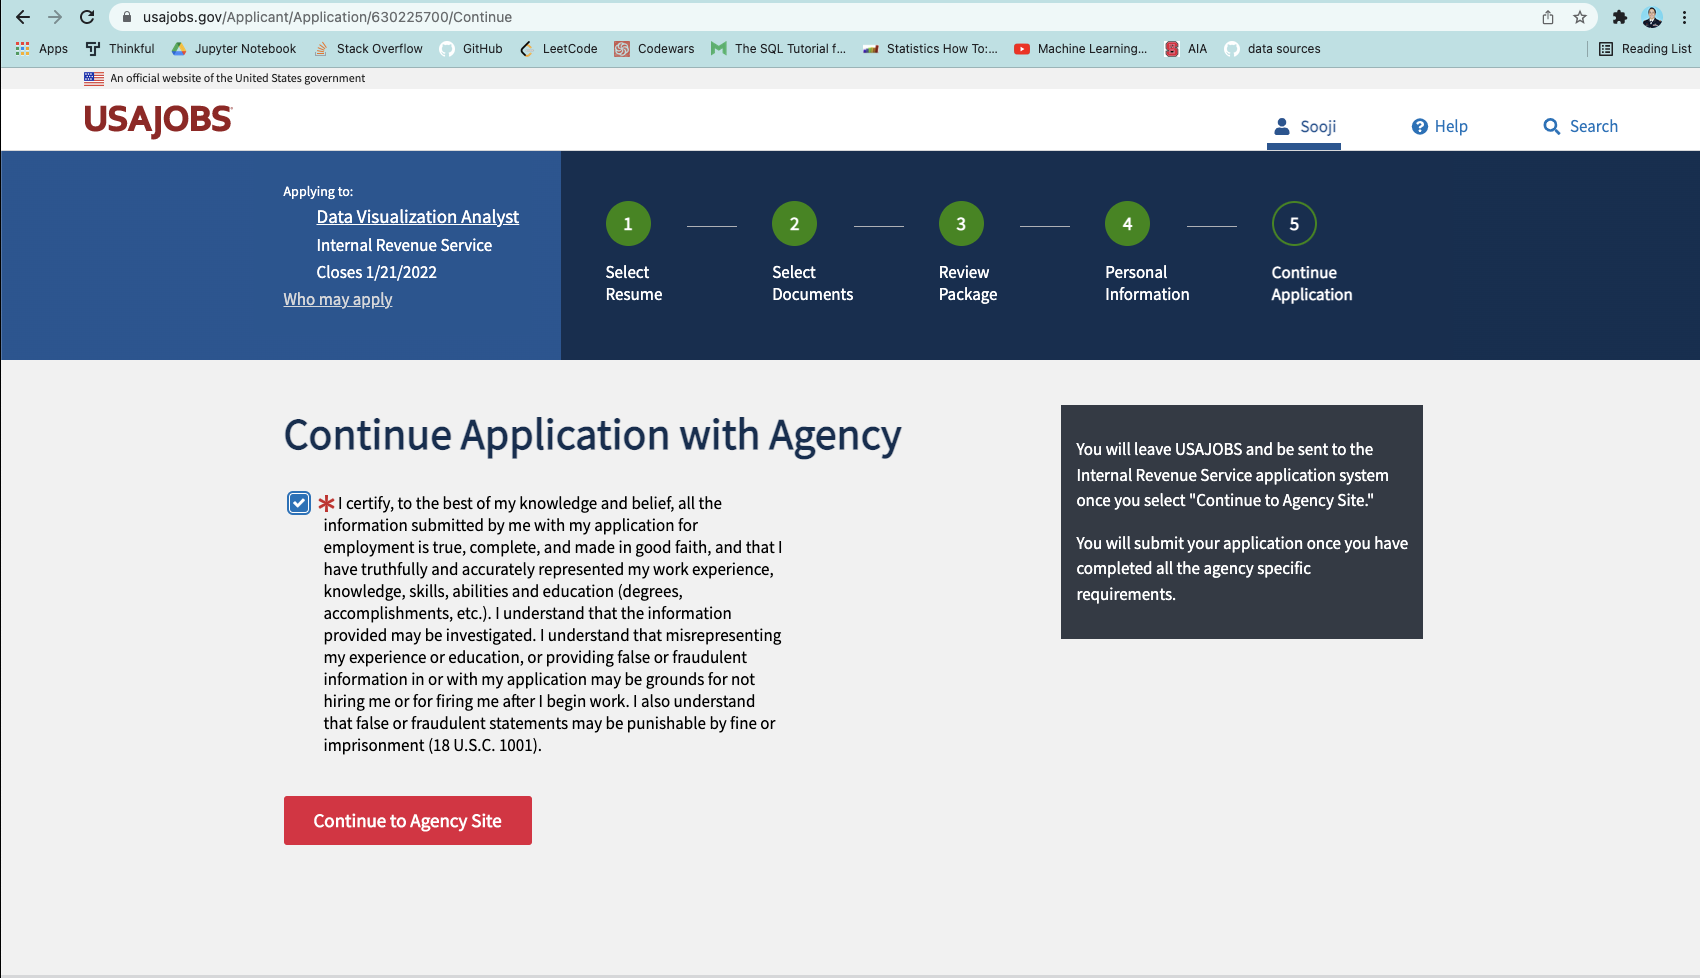 usajobs.gov/Applicant/Application/630225700/Continue
Apps Thinkful Jupyter Notebook Stack Overflow GitHub LeetCode Codewars The SQL Tutorial f... Statistics How To:... Machine Learning... AIA data sources Reading List
An official website of the United States government
USAJOBS
Sooji Help Search
Applying to:
Data Visualization Analyst
Internal Revenue Service
Closes 1/21/2022
Who may apply
1 2 3 4 5
Select Resume
Select Documents
Review Package
Personal Information
Continue Application
Continue Application with Agency
* I certify, to the best of my knowledge and belief, all the
information submitted by me with my application for
employment is true, complete, and made in good faith, and that I
have truthfully and accurately represented my work experience,
knowledge, skills, abilities and education (degrees,
accomplishments, etc.). I understand that the information
provided may be investigated. I understand that misrepresenting
my experience or education, or providing false or fraudulent
information in or with my application may be grounds for not
hiring me or for firing me after I begin work. I also understand
that false or fraudulent statements may be punishable by fine or
imprisonment (18 U.S.C. 1001).
Continue to Agency Site
You will leave USAJOBS and be sent to the
Internal Revenue Service application system
once you select "Continue to Agency Site."
You will submit your application once you have
completed all the agency specific
requirements.